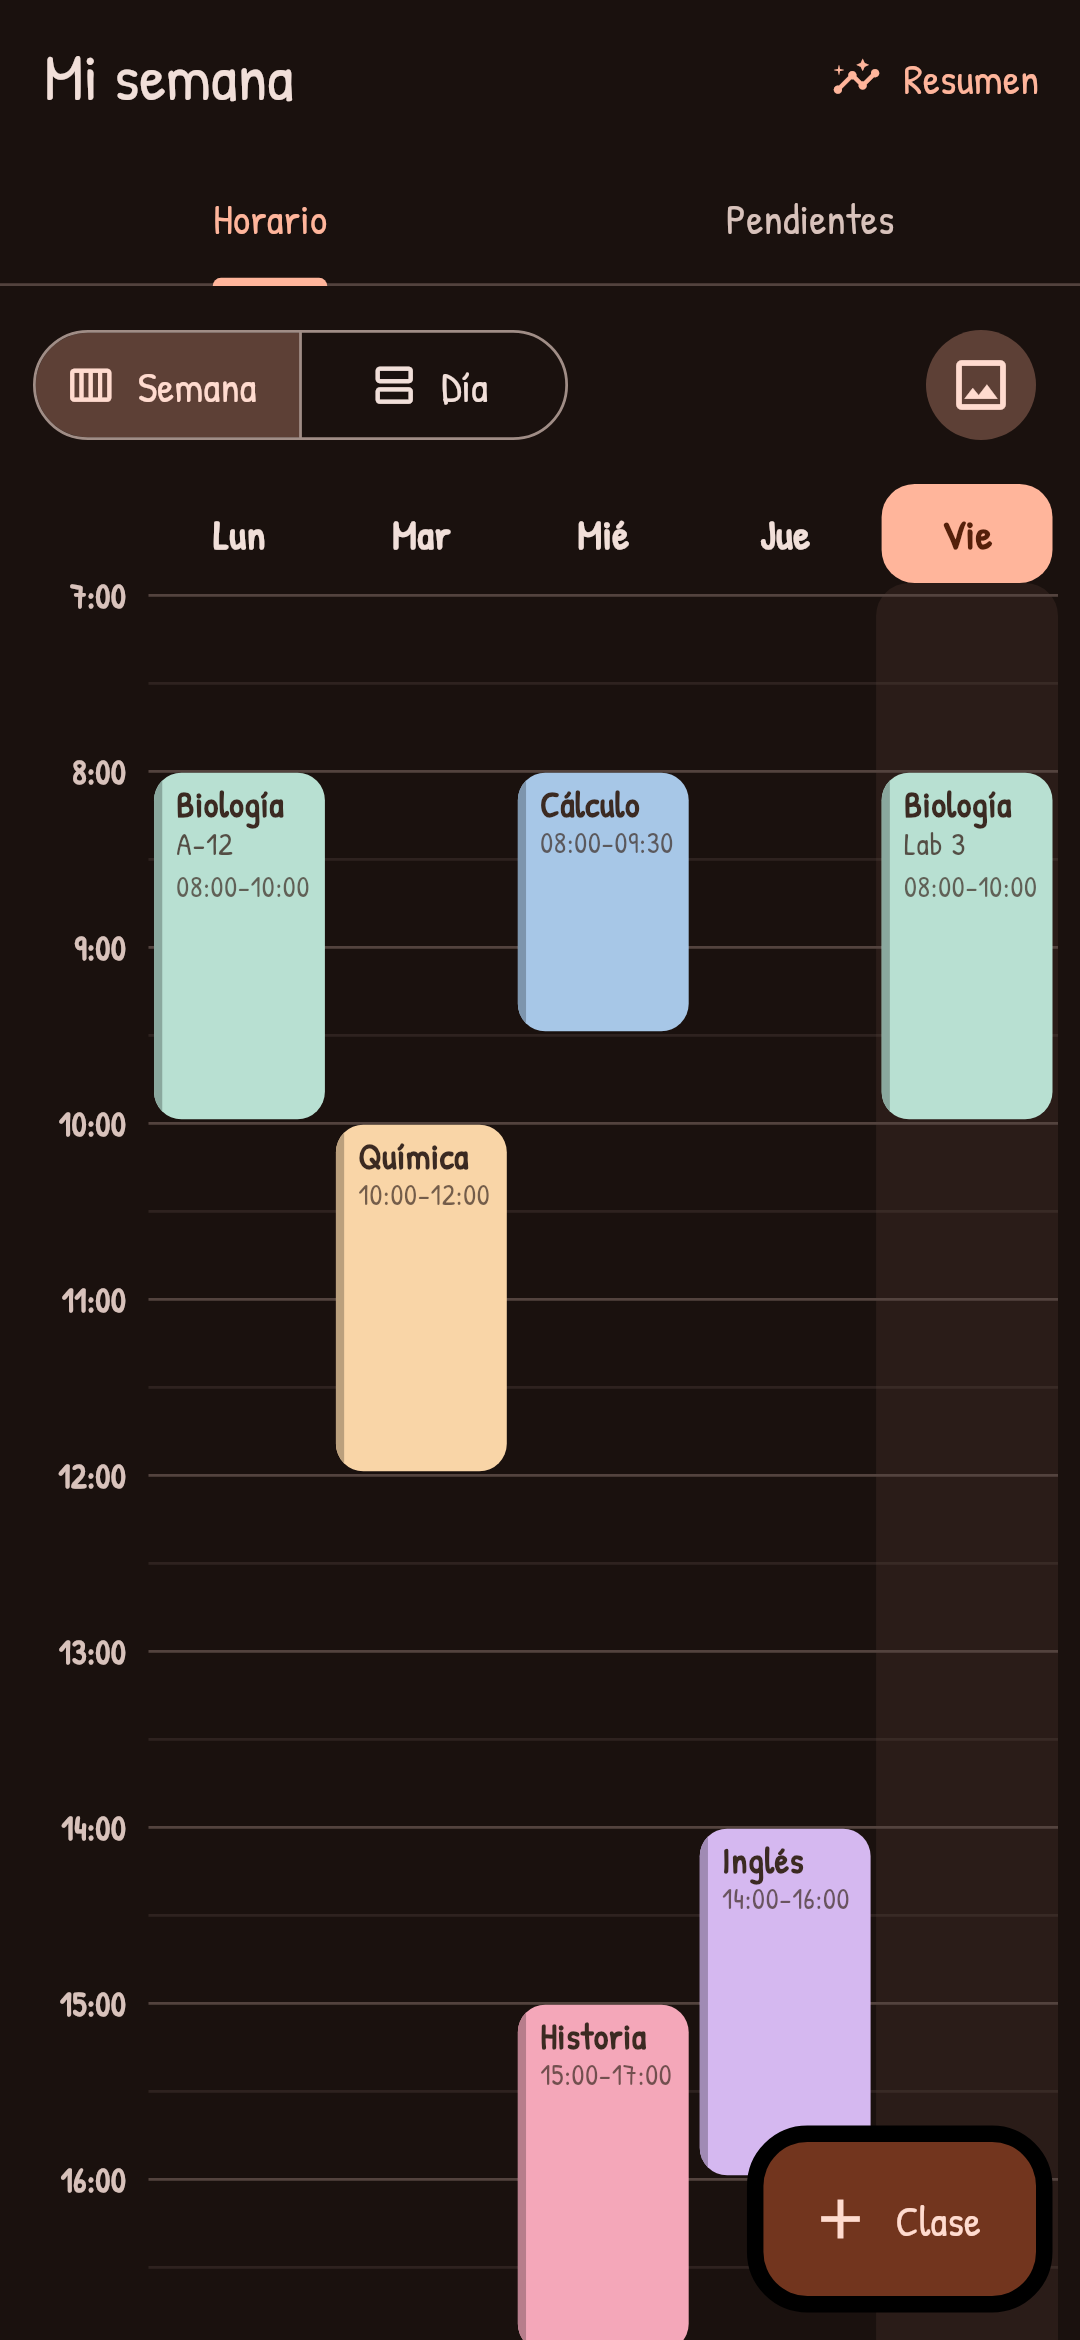 Mi semana
Resumen
Horario
Pendientes
Semana
Día
Lun
Mar
Mié
Jue
Vie
7:00
8:00
Biología
A-12
08:00-10:00
Cálculo
08:00-09:30
Biología
Lab 3
08:00-10:00
9:00
10:00
Química
10:00-12:00
11:00
12:00
13:00
14:00
Inglés
14:00-16:00
15:00
Historia
15:00-17:00
16:00
Clase